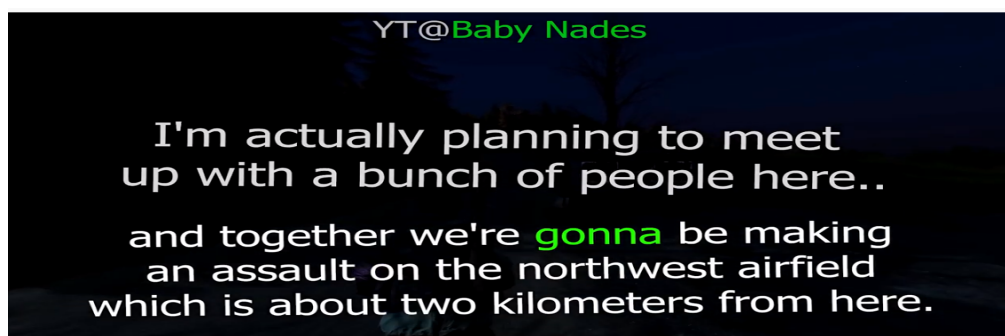 YT@Baby Nades
I'm actually planning to meet
up with a bunch of people here..
and together we're gonna be making
an assault on the northwest airfield
which is about two kilometers from here.